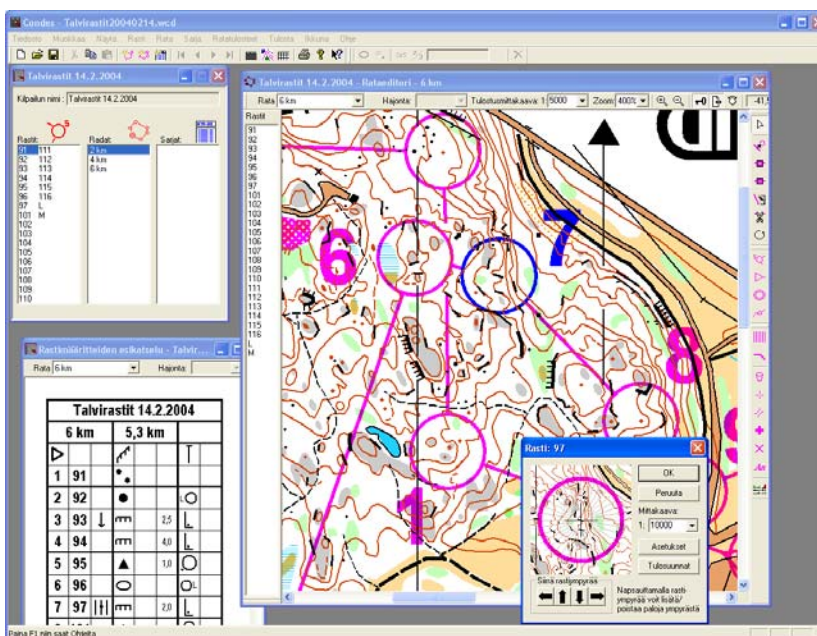 Condes - Talvirastit20040214.wcd
Tiedosto Muokkaa Näytä Rasti Rata Sarja Ratatulosteet Tulosta Ikkuna Ohje
Talvirastit 14.2.2004
Kilpailun nimi: Talvirastit 14.2.2004
Rastit: Radat: Sarjat:
91 111 2 km
92 112 4 km
93 113 6 km
94 114
95 115
96 116
97 L
101 M
102
103
104
105
106
107
108
109
110
Talvirastit 14.2.2004 - Rataeditori - 6 km
Rata 6 km Hajonta: Tulostusmittakaava: 1: 5000 Zoom: 400% -41,5
Rastit
91
92
93
94
95
96
97
101
102
103
104
105
106
107
108
109
110
111
112
113
114
115
116
L
M
6
7
8
1
Rastimääritteiden esikatselu - Talvir...
Rata 6 km Hajonta:
Talvirastit 14.2.2004
6 km 5,3 km
1 91
2 92
3 93 2,5
4 94 4,0
5 95 1,0
6 96
7 97 2,0
Rasti: 97
OK
Peruuta
Mittakaava:
1: 10000
Asetukset
Tulosuunnat
Siirrä rastiympyrää
Napsauttamalla rasti-
ympyrää voit lisätä/
poistaa paloja ympyrästä
Paina F1 niin saat Ohjeita